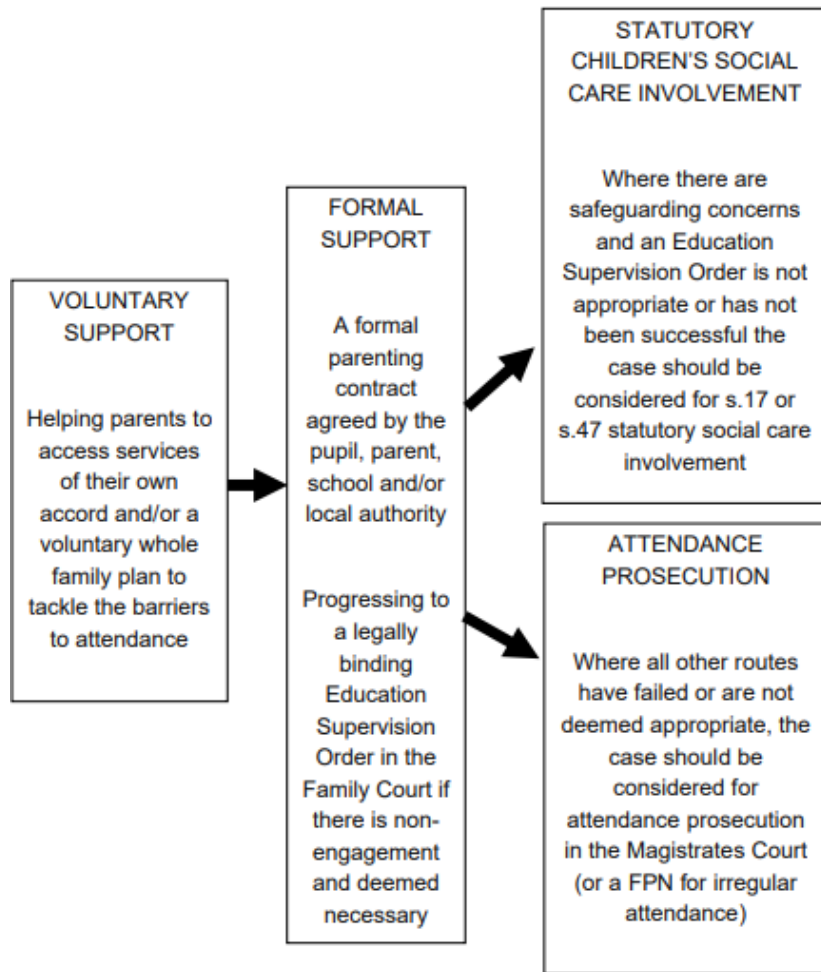 VOLUNTARY
SUPPORT
Helping parents to
access services
of their own
accord and/or a
voluntary whole
family plan to
tackle the barriers
to attendance
FORMAL
SUPPORT
A formal
parenting
contract
agreed by the
pupil, parent,
school and/or
local authority
Progressing to
a legally
binding
Education
Supervision
Order in the
Family Court if
there is non-
engagement
and deemed
necessary
STATUTORY
CHILDREN'S SOCIAL
CARE INVOLVEMENT
Where there are
safeguarding concerns
and an Education
Supervision Order is not
appropriate or has not
been successful the
case should be
considered for s.17 or
s.47 statutory social care
involvement
ATTENDANCE
PROSECUTION
Where all other routes
have failed or are not
deemed appropriate, the
case should be
considered for
attendance prosecution
in the Magistrates Court
(or a FPN for irregular
attendance)